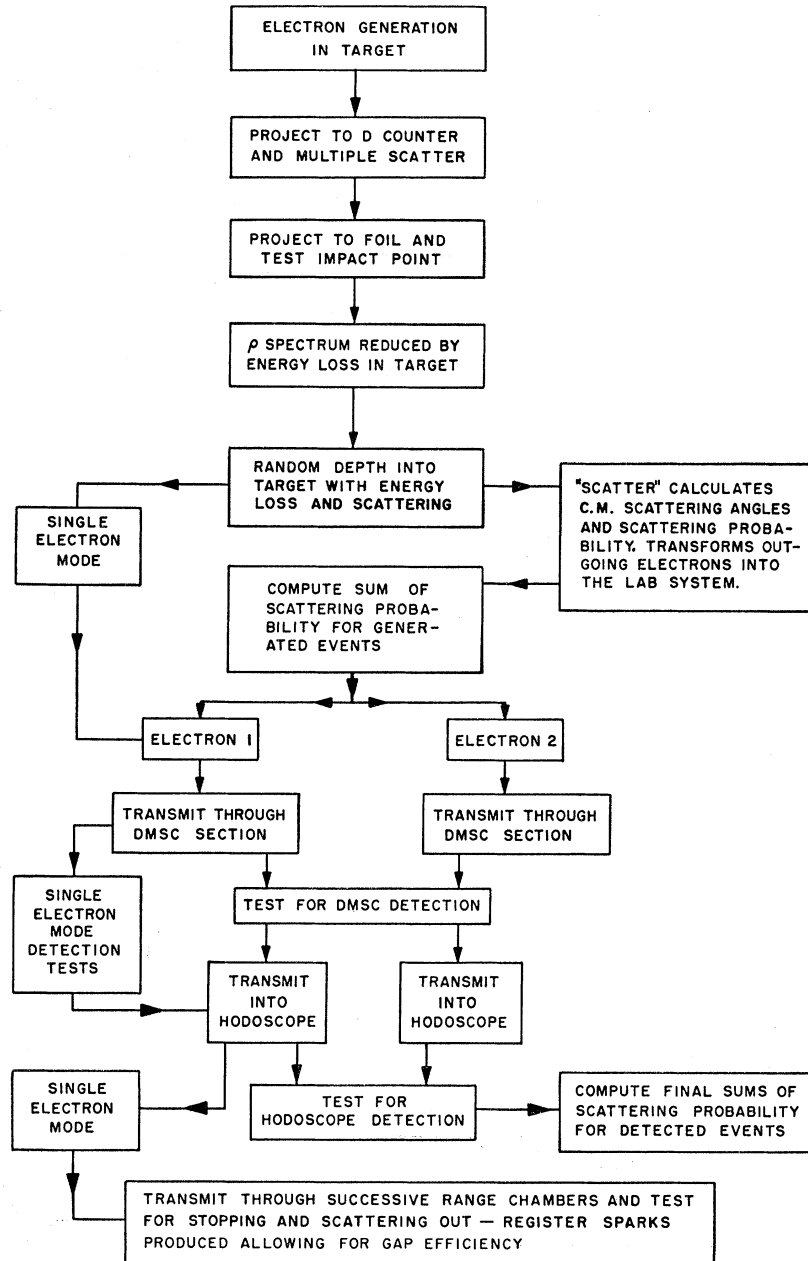 ELECTRON GENERATION
IN TARGET
PROJECT TO D COUNTER
AND MULTIPLE SCATTER
PROJECT TO FOIL AND
TEST IMPACT POINT
ρ SPECTRUM REDUCED BY
ENERGY LOSS IN TARGET
RANDOM DEPTH INTO
TARGET WITH ENERGY
LOSS AND SCATTERING
"SCATTER" CALCULATES
C.M. SCATTERING ANGLES
AND SCATTERING PROBA-
BILITY. TRANSFORMS OUT-
GOING ELECTRONS INTO
THE LAB SYSTEM.
SINGLE
ELECTRON
MODE
COMPUTE SUM OF
SCATTERING PROBA-
BILITY FOR GENER-
ATED EVENTS
ELECTRON 1
ELECTRON 2
TRANSMIT THROUGH
DMSC SECTION
TRANSMIT THROUGH
DMSC SECTION
SINGLE
ELECTRON
MODE
DETECTION
TESTS
TEST FOR DMSC DETECTION
TRANSMIT
INTO
HODOSCOPE
TRANSMIT
INTO
HODOSCOPE
SINGLE
ELECTRON
MODE
TEST FOR
HODOSCOPE DETECTION
COMPUTE FINAL SUMS OF
SCATTERING PROBABILITY
FOR DETECTED EVENTS
TRANSMIT THROUGH SUCCESSIVE RANGE CHAMBERS AND TEST
FOR STOPPING AND SCATTERING OUT — REGISTER SPARKS
PRODUCED ALLOWING FOR GAP EFFICIENCY